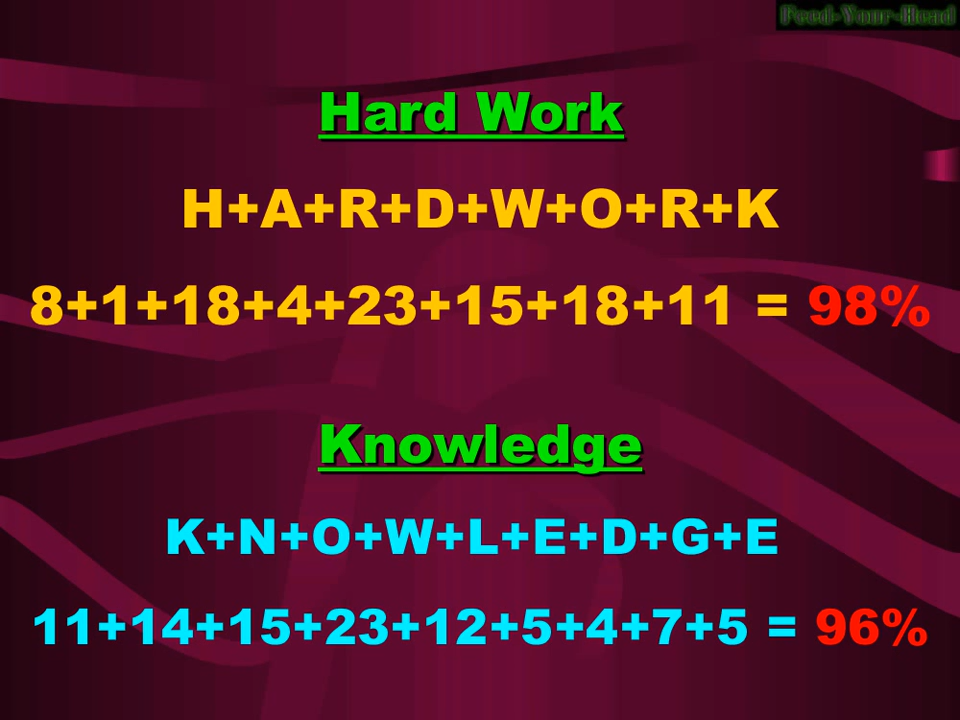 Feed-Your-Head
Hard Work
H+A+R+D+W+O+R+K
8+1+18+4+23+15+18+11 = 98%
Knowledge
K+N+O+W+L+E+D+G+E
11+14+15+23+12+5+4+7+5 = 96%